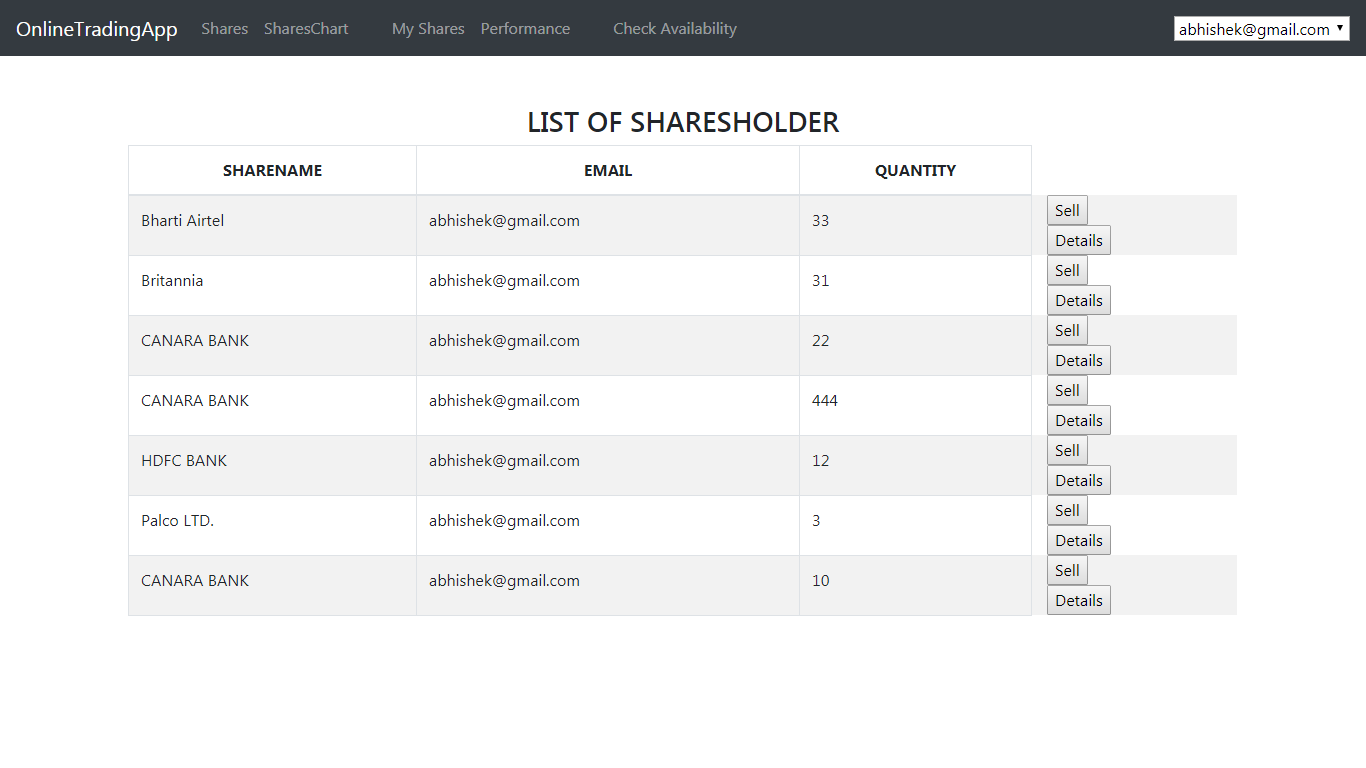 OnlineTradingApp Shares SharesChart My Shares Performance Check Availability abhishek@gmail.com
LIST OF SHARESHOLDER
SHARENAME EMAIL QUANTITY
Bharti Airtel abhishek@gmail.com 33 Sell
Details
Britannia abhishek@gmail.com 31 Sell
Details
CANARA BANK abhishek@gmail.com 22 Sell
Details
CANARA BANK abhishek@gmail.com 444 Sell
Details
HDFC BANK abhishek@gmail.com 12 Sell
Details
Palco LTD. abhishek@gmail.com 3 Sell
Details
CANARA BANK abhishek@gmail.com 10 Sell
Details